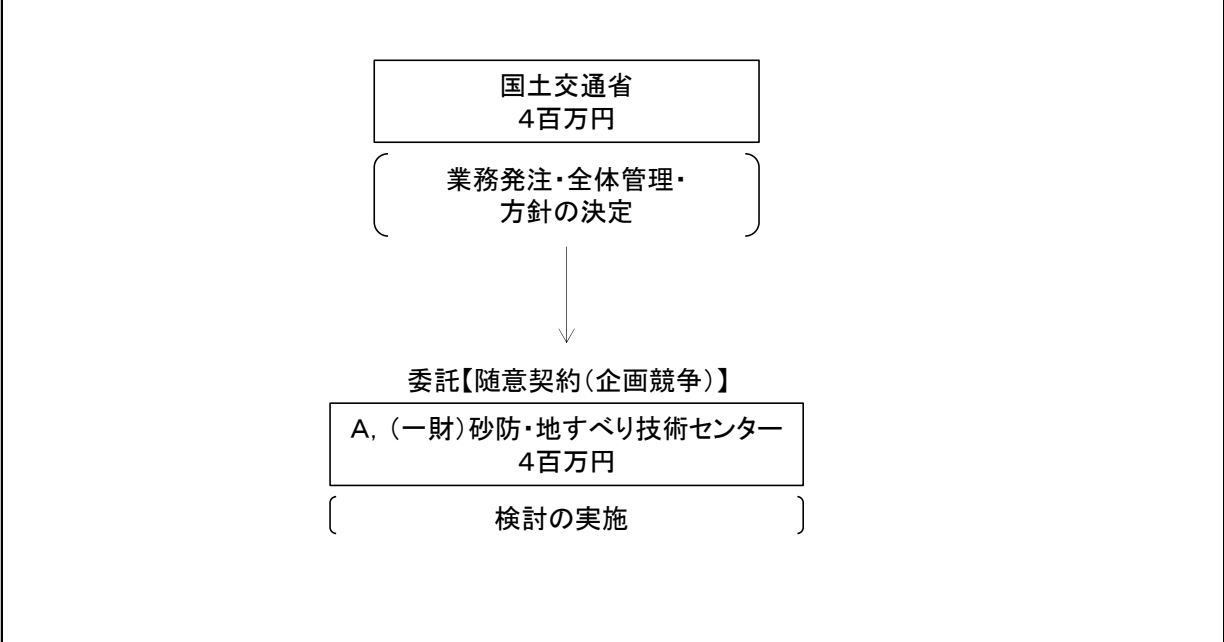 国土交通省
4百万円
業務発注・全体管理・
方針の決定
委託【随意契約（企画競争）】
A, （一財）砂防・地すべり技術センター
4百万円
検討の実施